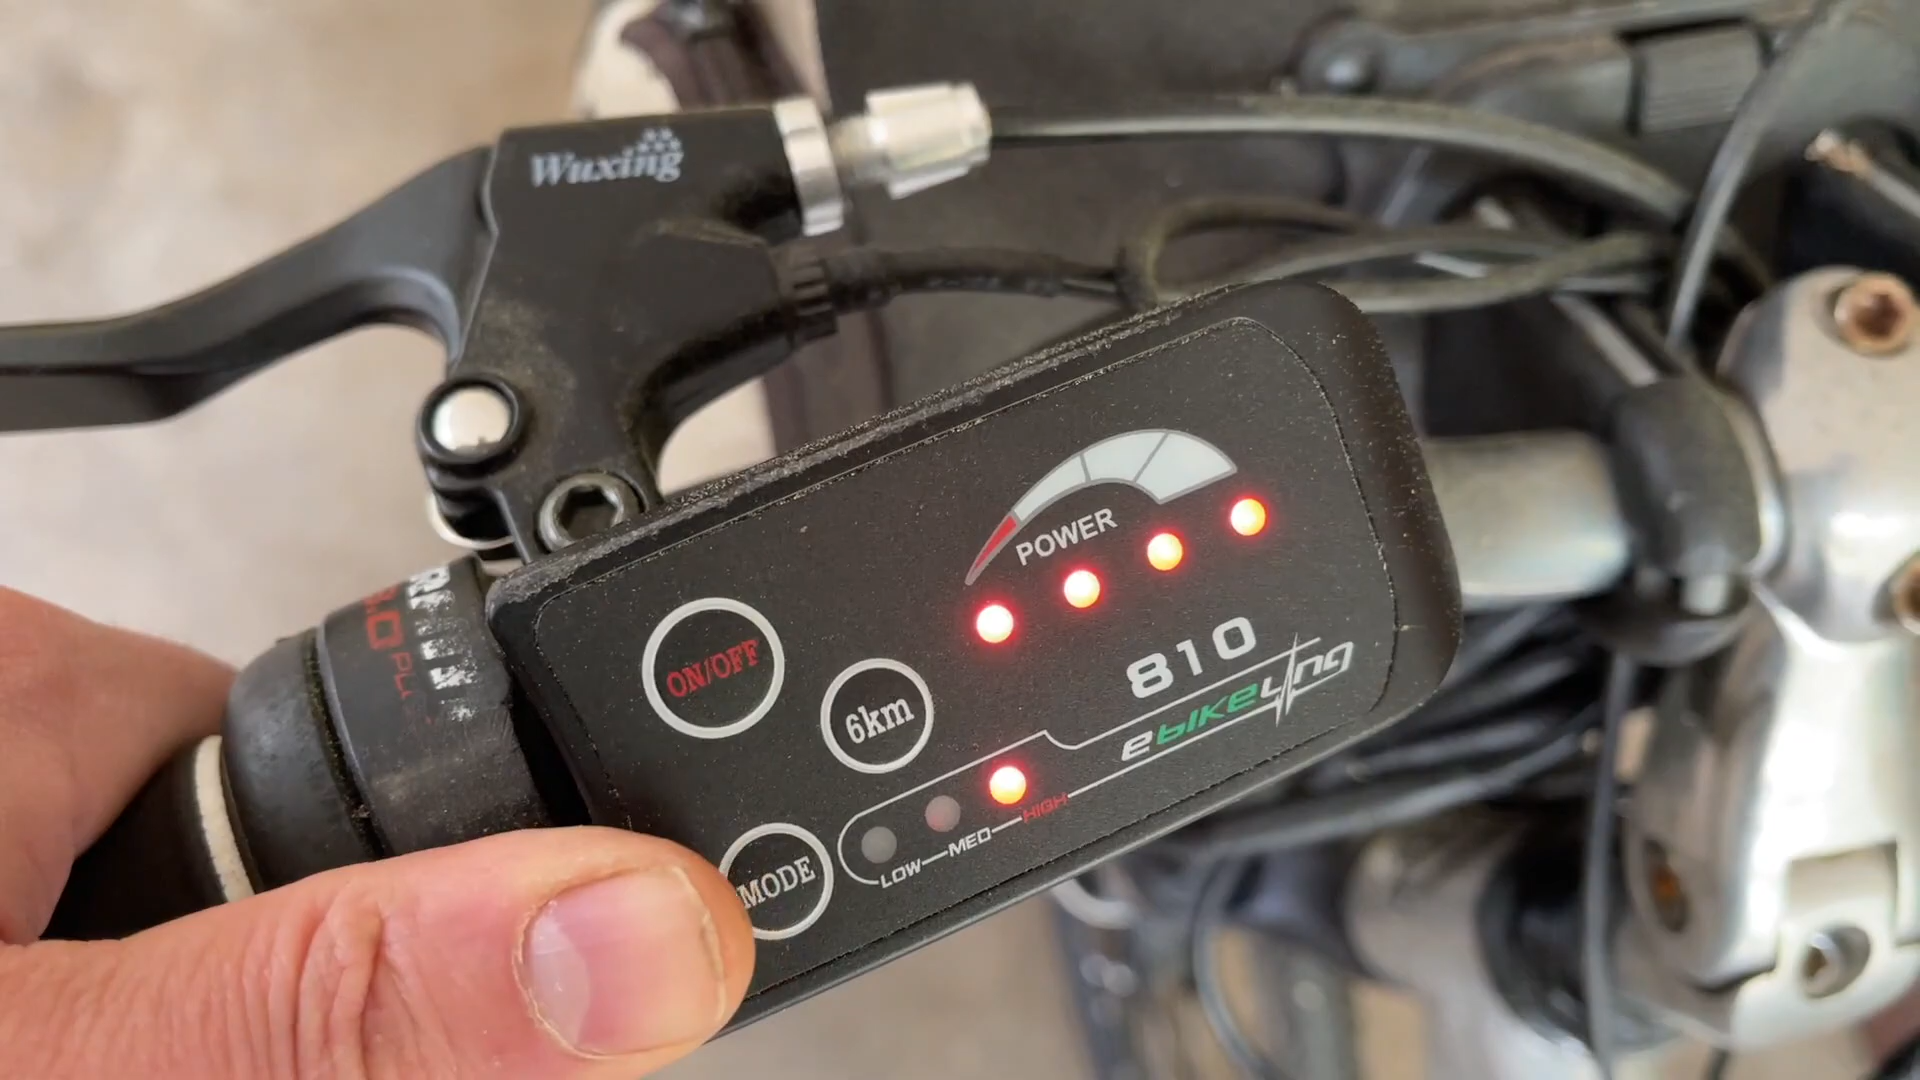 Wuxing
POWER
810
ebikeling
ON/OFF
6km
MODE
LOW—MED—HIGH